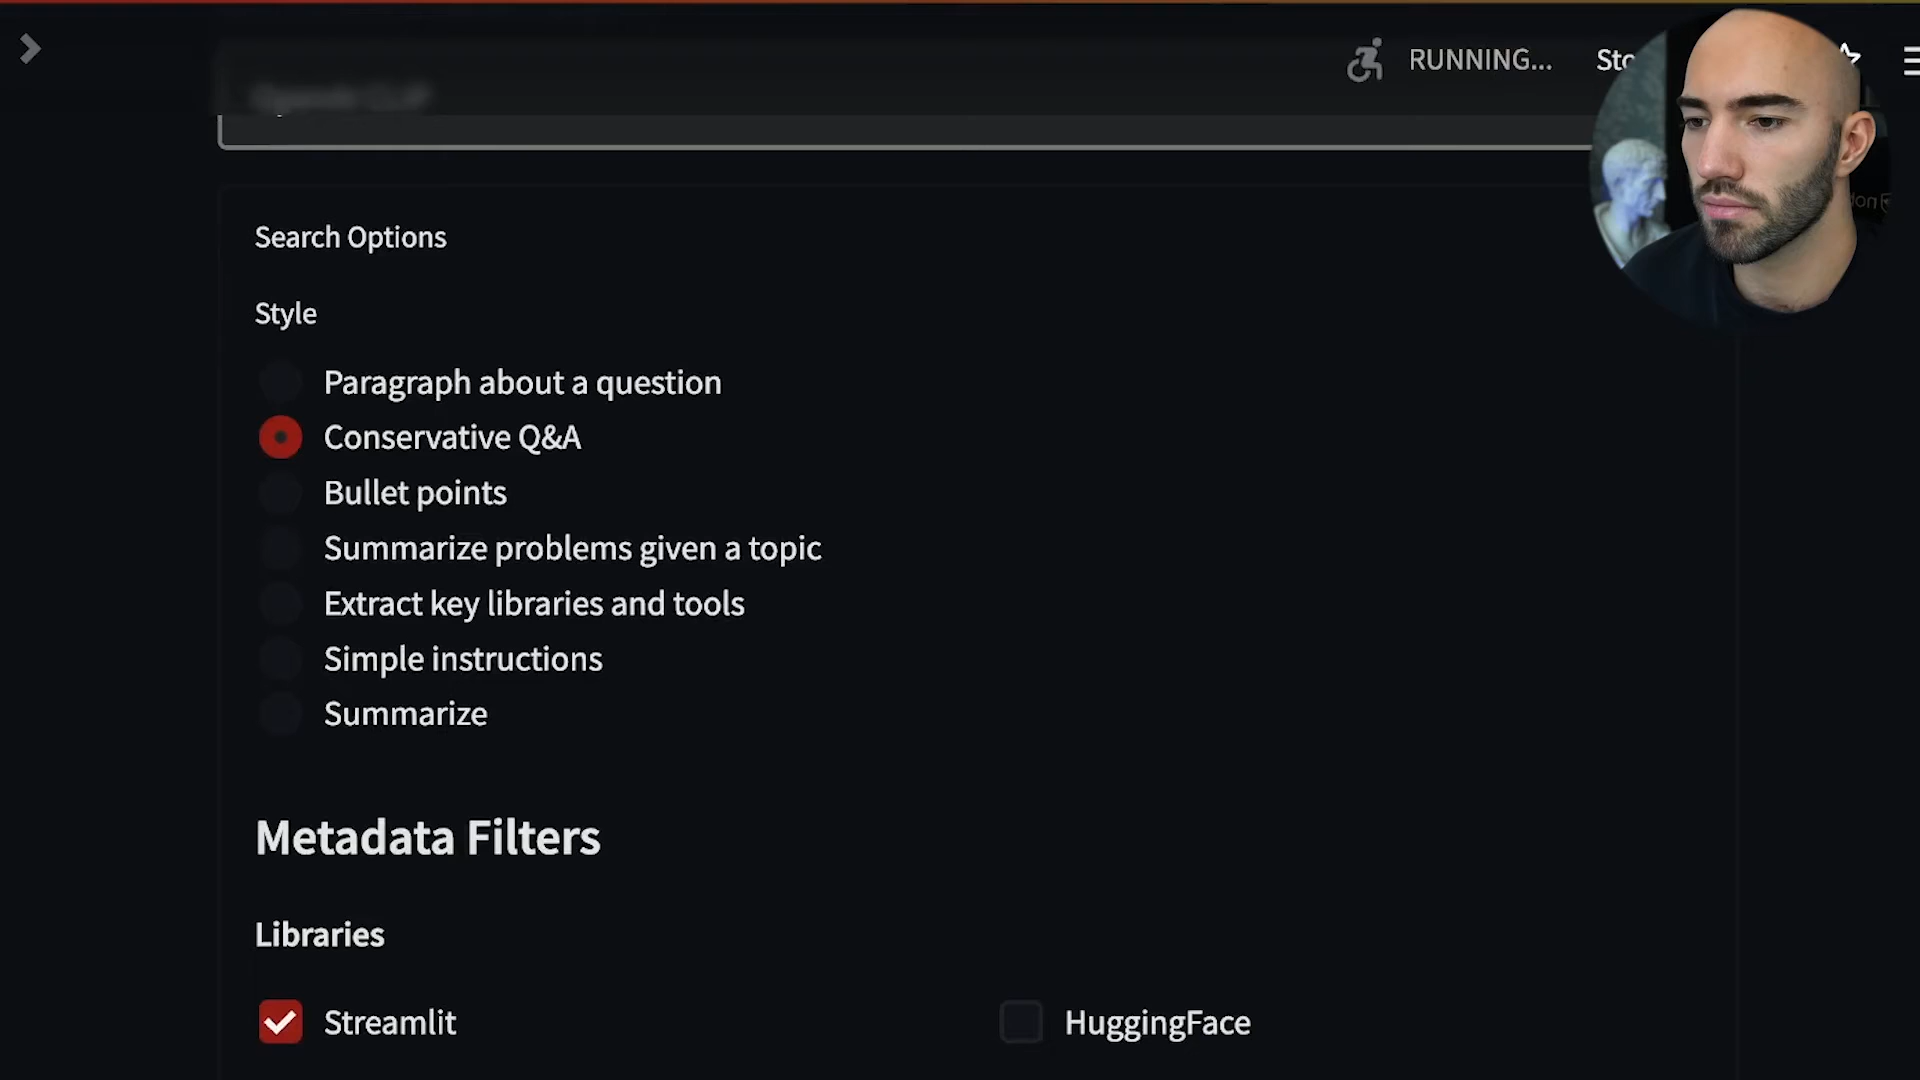 RUNNING...
Search Options
Style
Paragraph about a question
Conservative Q&A
Bullet points
Summarize problems given a topic
Extract key libraries and tools
Simple instructions
Summarize
Metadata Filters
Libraries
Streamlit
HuggingFace